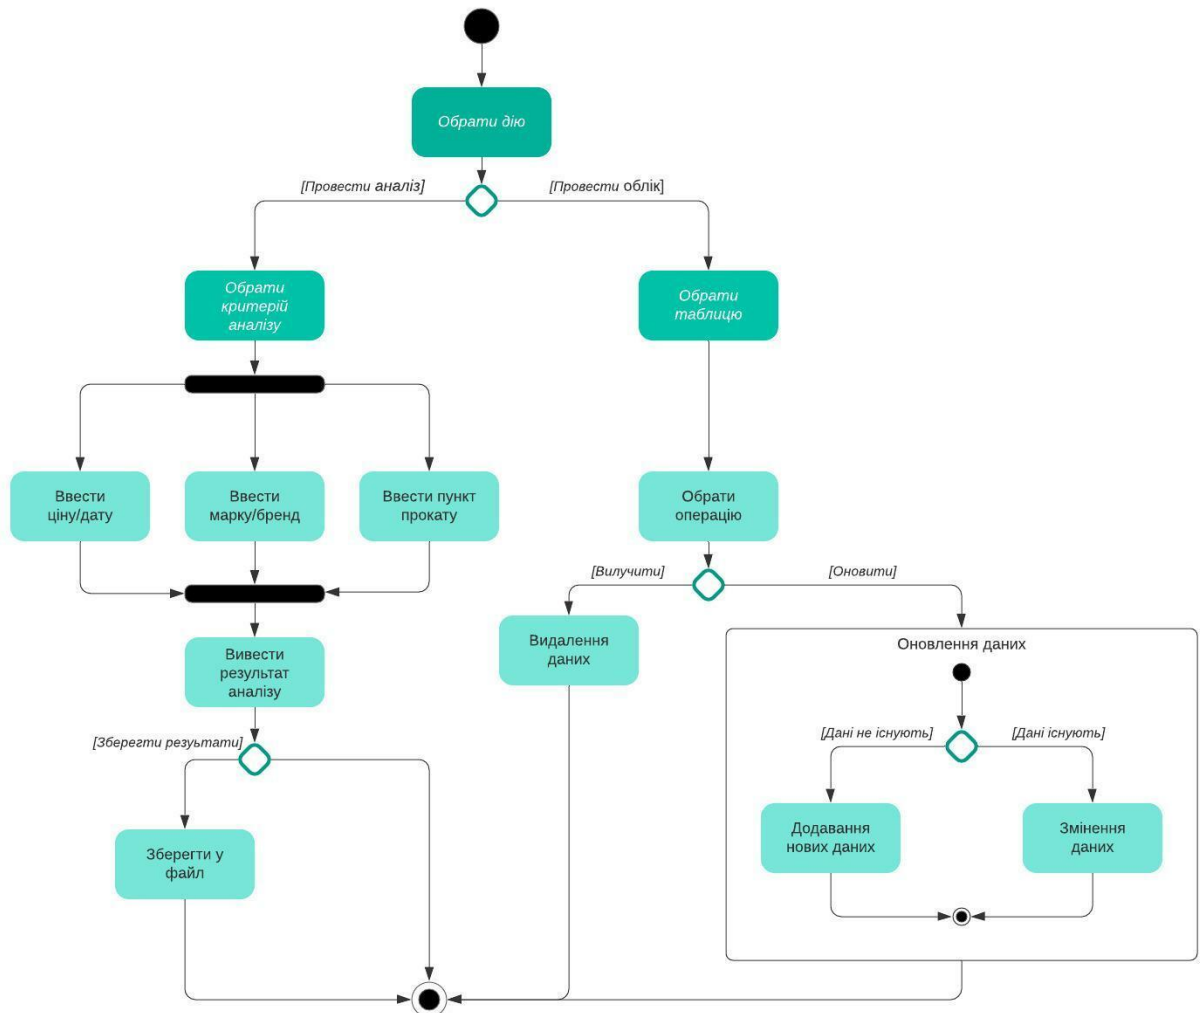 Обрати дію
[Провести аналіз]
[Провести облік]
Обрати
критерій
аналізу
Обрати
таблицю
Ввести
ціну/дату
Ввести
марку/бренд
Ввести пункт
прокату
Обрати
операцію
[Вилучити]
[Оновити]
Вивести
результат
аналізу
Видалення
даних
Оновлення даних
[Зберегти резуьтати]
[Дані не існують]
[Дані існують]
Зберегти у
файл
Додавання
нових даних
Змінення
даних